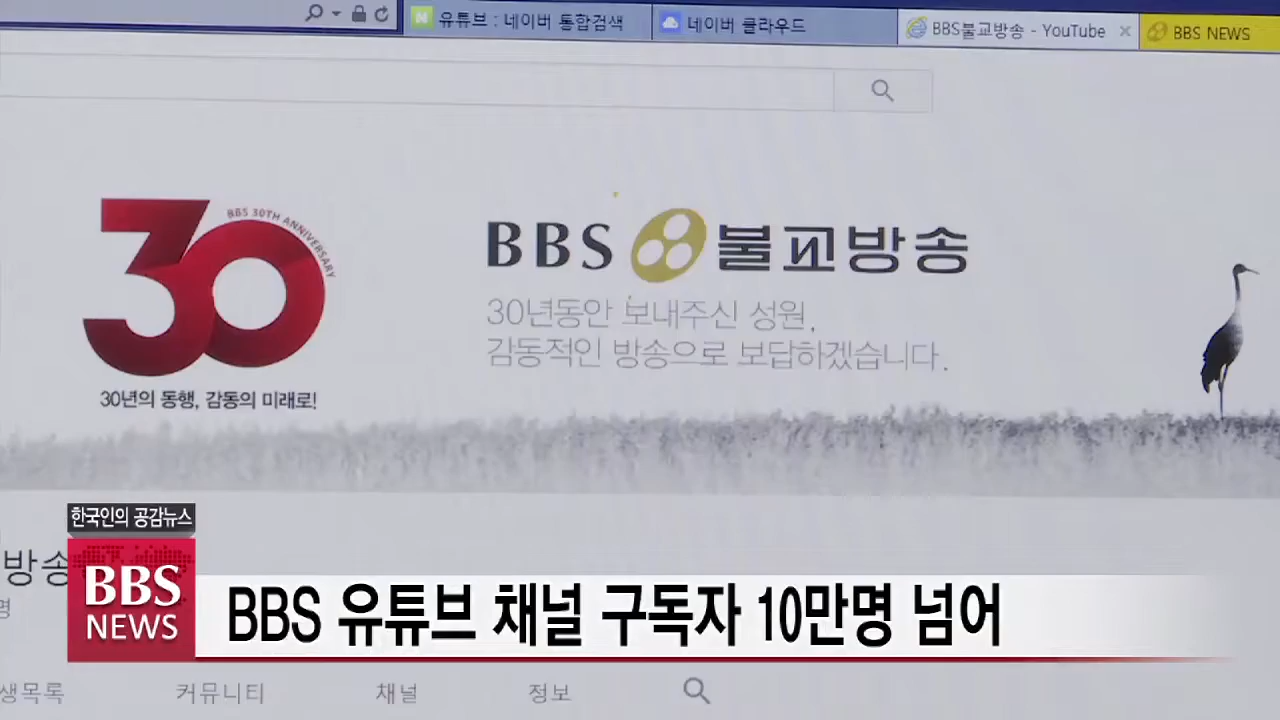 유튜브 : 네이버 통합검색
네이버 클라우드
BBS불교방송 - YouTube
BBS NEWS
BBS 30TH ANNIVERSARY
30
30년의 동행, 감동의 미래로!
BBS 불교방송
30년동안 보내주신 성원,
감동적인 방송으로 보답하겠습니다.
한국인의 공감뉴스
방송
명
BBS
NEWS
BBS 유튜브 채널 구독자 10만명 넘어
생목록
커뮤니티
채널
정보